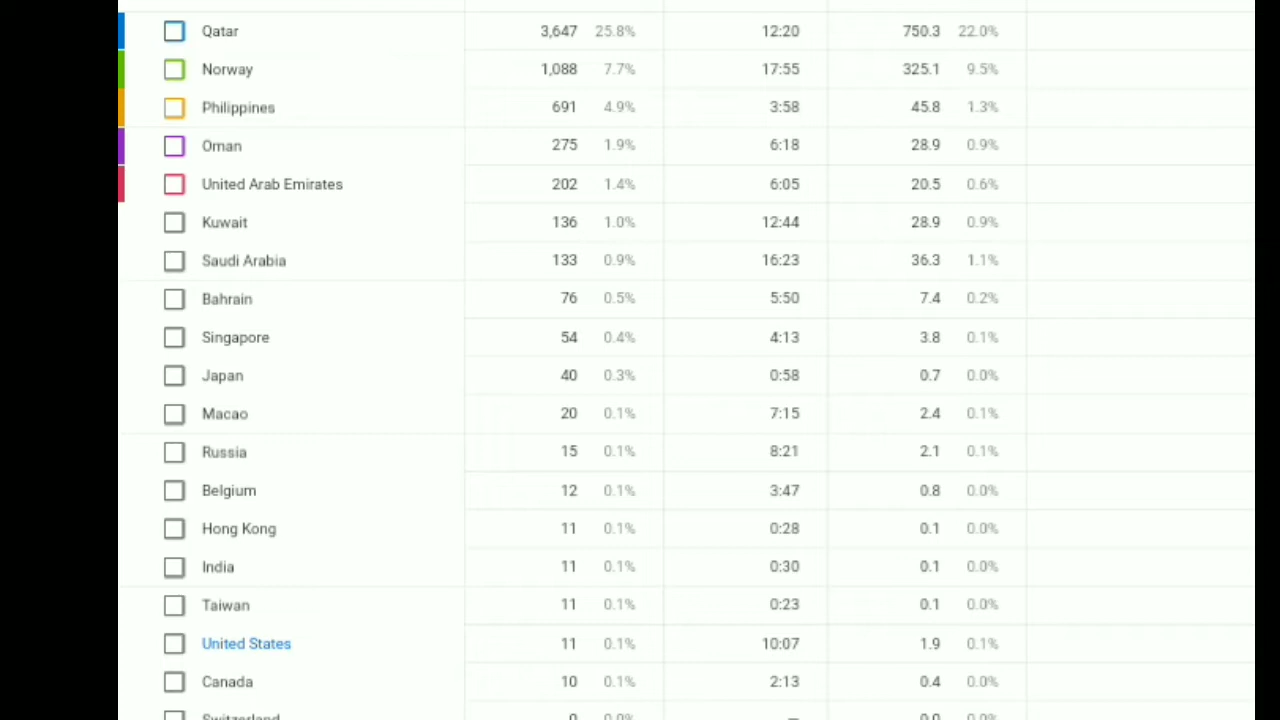 Qatar 3,647 25.8% 12:20 750.3 22.0%
Norway 1,088 7.7% 17:55 325.1 9.5%
Philippines 691 4.9% 3:58 45.8 1.3%
Oman 275 1.9% 6:18 28.9 0.9%
United Arab Emirates 202 1.4% 6:05 20.5 0.6%
Kuwait 136 1.0% 12:44 28.9 0.9%
Saudi Arabia 133 0.9% 16:23 36.3 1.1%
Bahrain 76 0.5% 5:50 7.4 0.2%
Singapore 54 0.4% 4:13 3.8 0.1%
Japan 40 0.3% 0:58 0.7 0.0%
Macao 20 0.1% 7:15 2.4 0.1%
Russia 15 0.1% 8:21 2.1 0.1%
Belgium 12 0.1% 3:47 0.8 0.0%
Hong Kong 11 0.1% 0:28 0.1 0.0%
India 11 0.1% 0:30 0.1 0.0%
Taiwan 11 0.1% 0:23 0.1 0.0%
United States 11 0.1% 10:07 1.9 0.1%
Canada 10 0.1% 2:13 0.4 0.0%
Switzerland